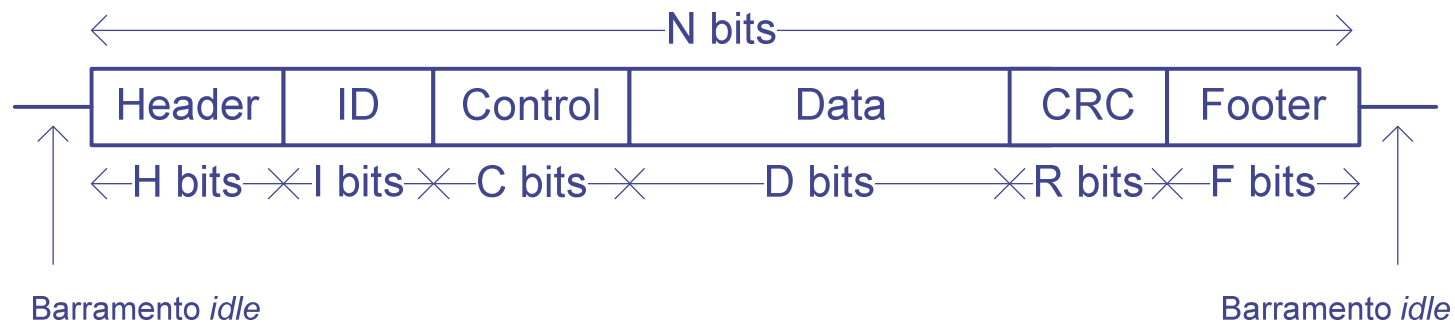 N bits
Header ID Control Data CRC Footer
H bits I bits C bits D bits R bits F bits
Barramento idle Barramento idle